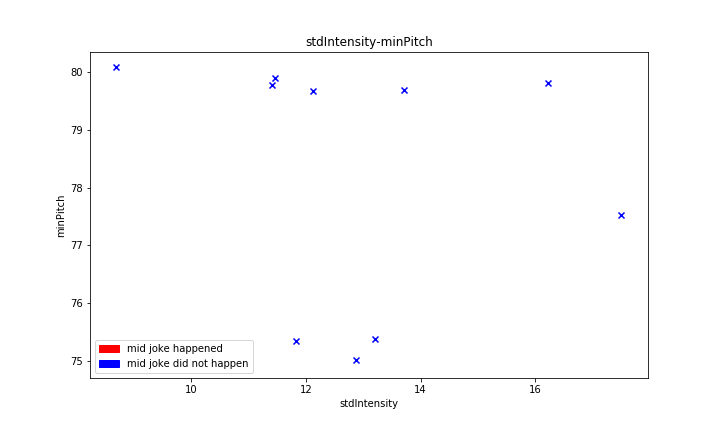 stdIntensity-minPitch
80
79
78
77
76
75
minPitch
mid joke happened
mid joke did not happen
10 12 14 16
stdIntensity